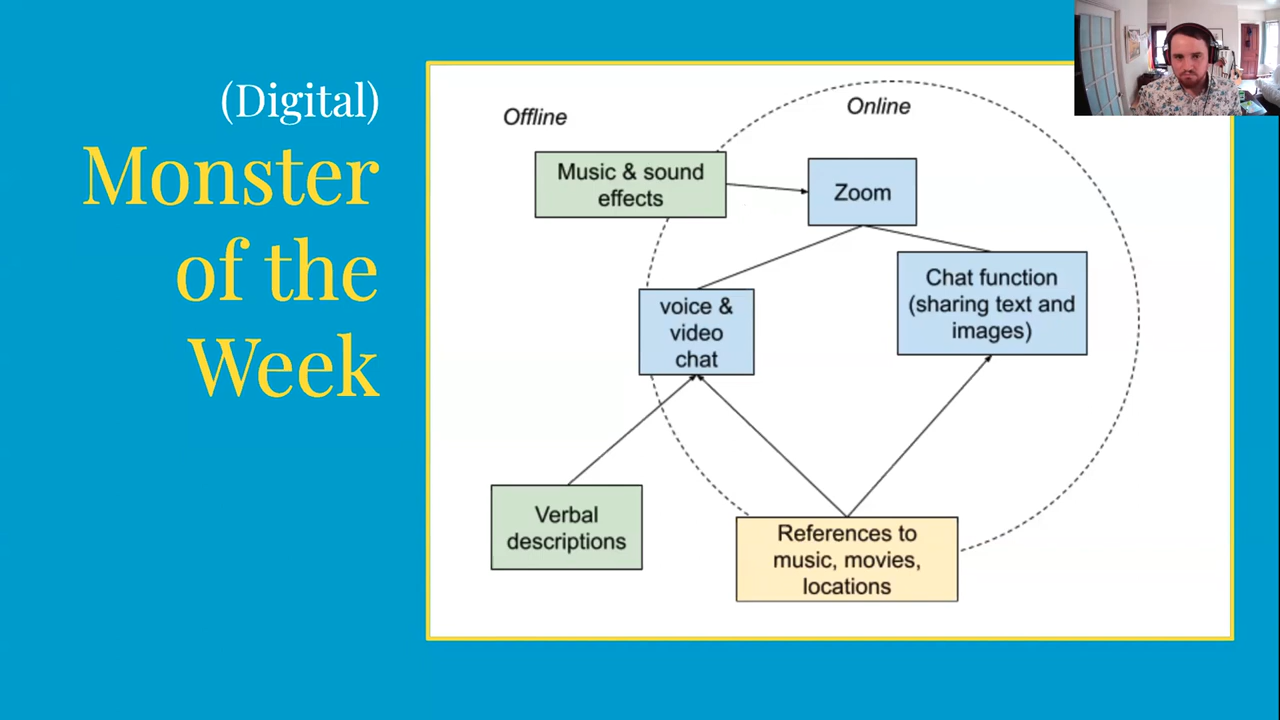 (Digital)
Monster
of the
Week
Offline
Online
Music & sound
effects
Zoom
Chat function
(sharing text and
images)
voice &
video
chat
Verbal
descriptions
References to
music, movies,
locations